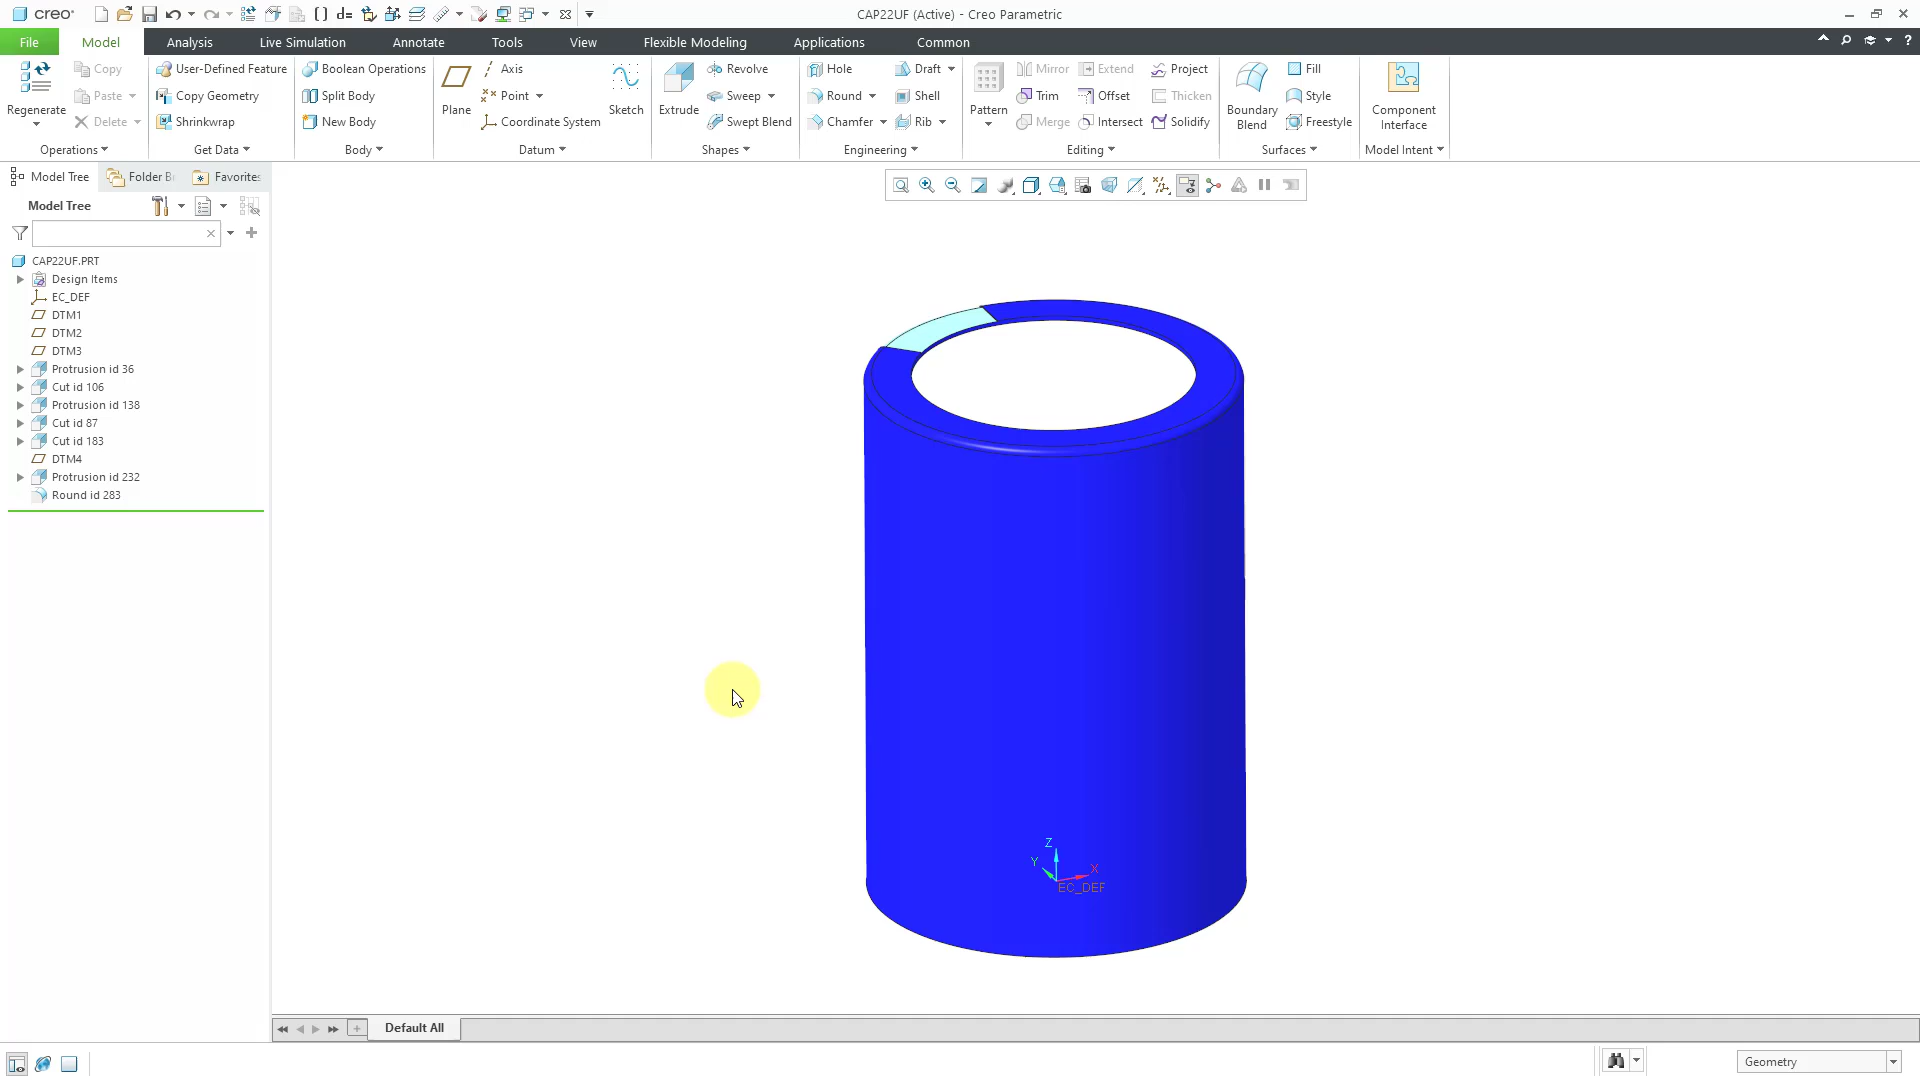 creo
CAP22UF (Active) - Creo Parametric
File Model Analysis Live Simulation Annotate Tools View Flexible Modeling Applications Common
Regenerate
Copy
Paste
Delete
Operations
User-Defined Feature
Copy Geometry
Shrinkwrap
Get Data
Boolean Operations
Split Body
New Body
Body
Plane
Axis
Point
Coordinate System
Sketch
Datum
Extrude
Revolve
Sweep
Swept Blend
Shapes
Hole
Round
Chamfer
Draft
Shell
Rib
Engineering
Pattern
Mirror
Trim
Merge
Extend
Offset
Intersect
Project
Thicken
Solidify
Editing
Boundary
Blend
Fill
Style
Freestyle
Surfaces
Component
Interface
Model Intent
Model Tree
Folder B
Favorites
Model Tree
CAP22UF.PRT
Design Items
EC_DEF
DTM1
DTM2
DTM3
Protrusion id 36
Cut id 106
Protrusion id 138
Cut id 87
Cut id 183
DTM4
Protrusion id 232
Round id 283
Z
Y
X
EC_DEF
Default All
Geometry